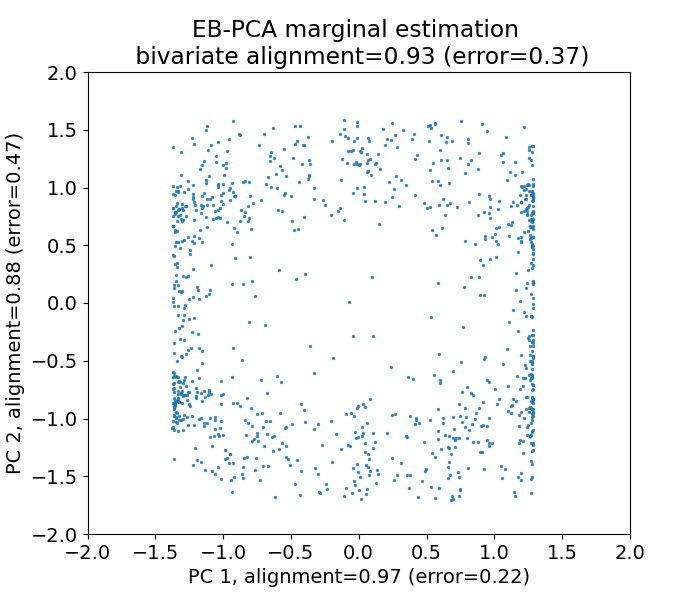 EB-PCA marginal estimation
bivariate alignment=0.93 (error=0.37)
PC 2, alignment=0.88 (error=0.47)
2.0
1.5
1.0
0.5
0.0
−0.5
−1.0
−1.5
−2.0
−2.0 −1.5 −1.0 −0.5 0.0 0.5 1.0 1.5 2.0
PC 1, alignment=0.97 (error=0.22)